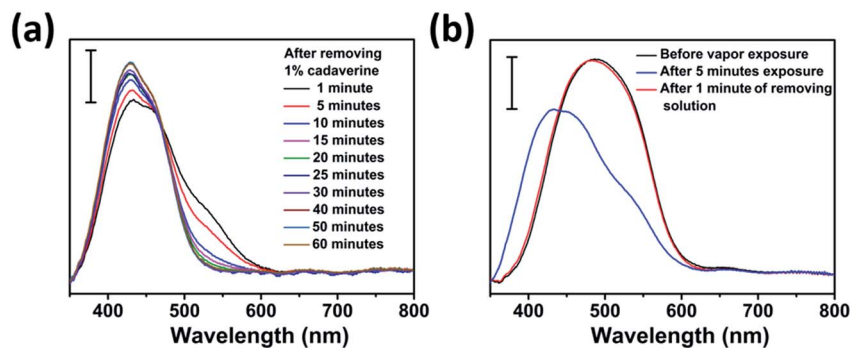 (a)
After removing
1% cadaverine
1 minute
5 minutes
10 minutes
15 minutes
20 minutes
25 minutes
30 minutes
40 minutes
50 minutes
60 minutes
400 500 600 700 800
Wavelength (nm)
(b)
Before vapor exposure
After 5 minutes exposure
After 1 minute of removing
solution
400 500 600 700 800
Wavelength (nm)